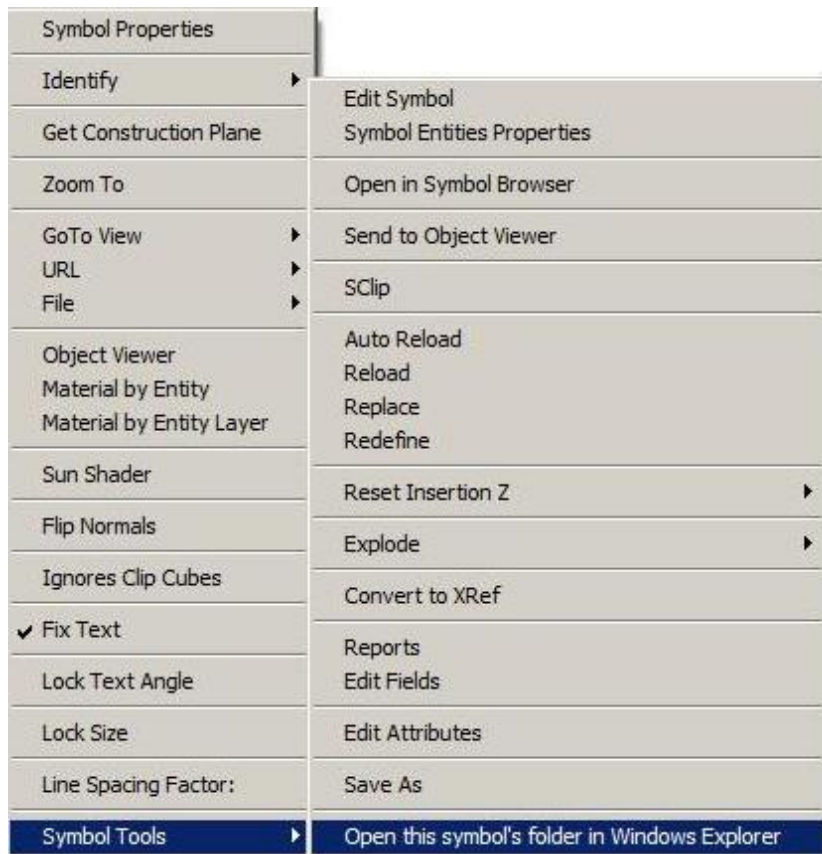 Symbol Properties
Identify
Get Construction Plane
Zoom To
GoTo View
URL
File
Object Viewer
Material by Entity
Material by Entity Layer
Sun Shader
Flip Normals
Ignores Clip Cubes
Fix Text
Lock Text Angle
Lock Size
Line Spacing Factor:
Symbol Tools
Edit Symbol
Symbol Entities Properties
Open in Symbol Browser
Send to Object Viewer
SClip
Auto Reload
Reload
Replace
Redefine
Reset Insertion Z
Explode
Convert to XRef
Reports
Edit Fields
Edit Attributes
Save As
Open this symbol's folder in Windows Explorer